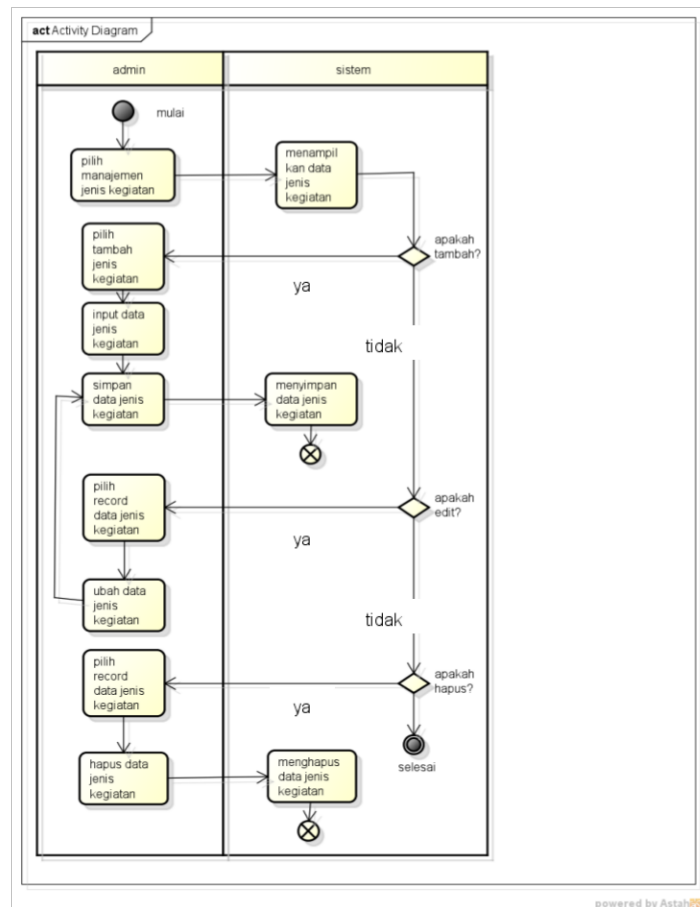 act Activity Diagram
admin
sistem
mulai
pilih
manajemen
jenis kegiatan
menampil
kan data
jenis
kegiatan
apakah
tambah?
pilih
tambah
jenis
kegiatan
ya
input data
jenis
kegiatan
tidak
simpan
data jenis
kegiatan
menyimpan
data jenis
kegiatan
pilih
record
data jenis
kegiatan
apakah
edit?
ya
ubah data
jenis
kegiatan
tidak
pilih
record
data jenis
kegiatan
apakah
hapus?
ya
selesai
hapus data
jenis
kegiatan
menghapus
data jenis
kegiatan
powered by Astah